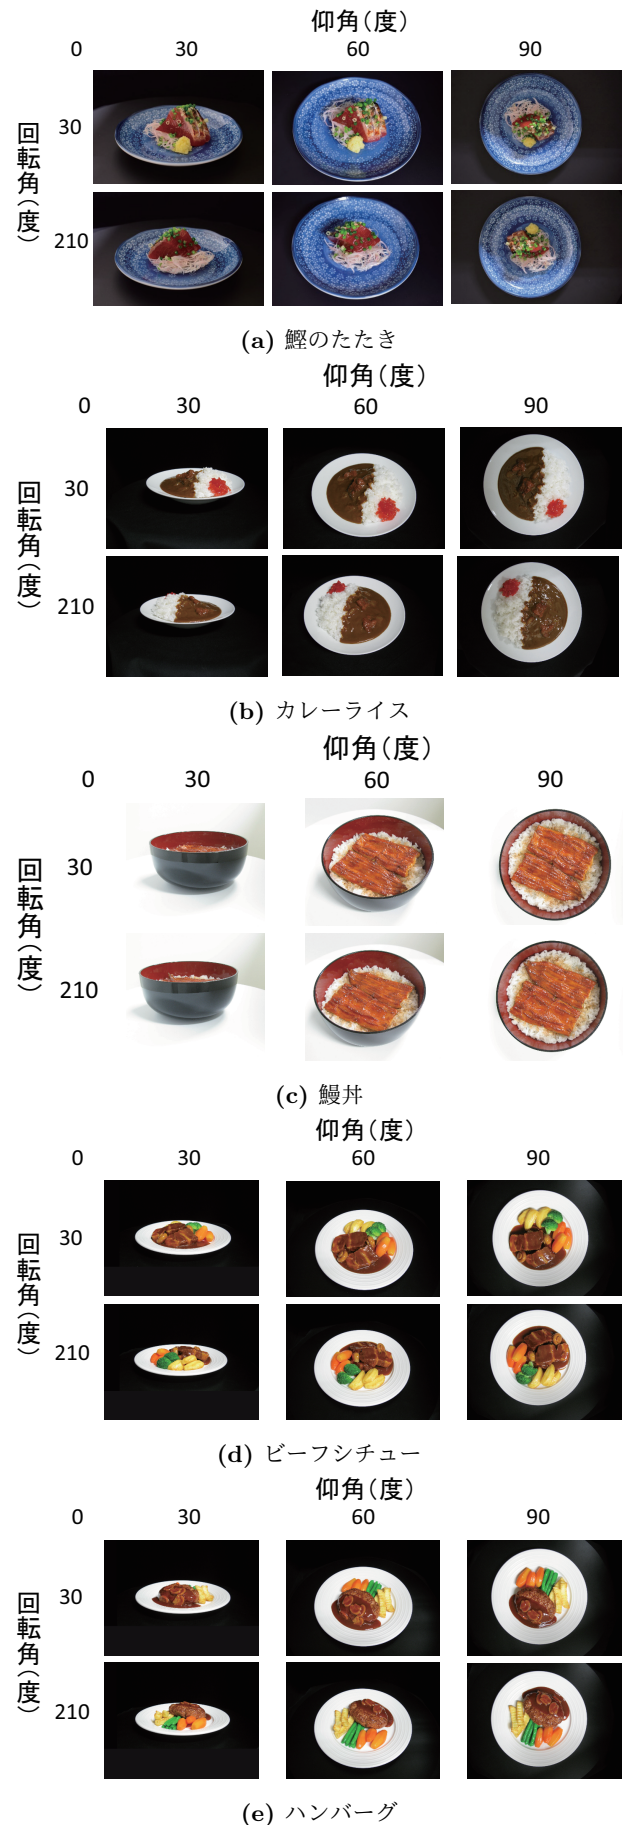 仰角(度)
0 30 60 90
回転角(度)
30
210
(a) 鰹のたたき
仰角(度)
0 30 60 90
回転角(度)
30
210
(b) カレーライス
仰角(度)
0 30 60 90
回転角(度)
30
210
(c) 鰻丼
仰角(度)
0 30 60 90
回転角(度)
30
210
(d) ビーフシチュー
仰角(度)
0 30 60 90
回転角(度)
30
210
(e) ハンバーグ